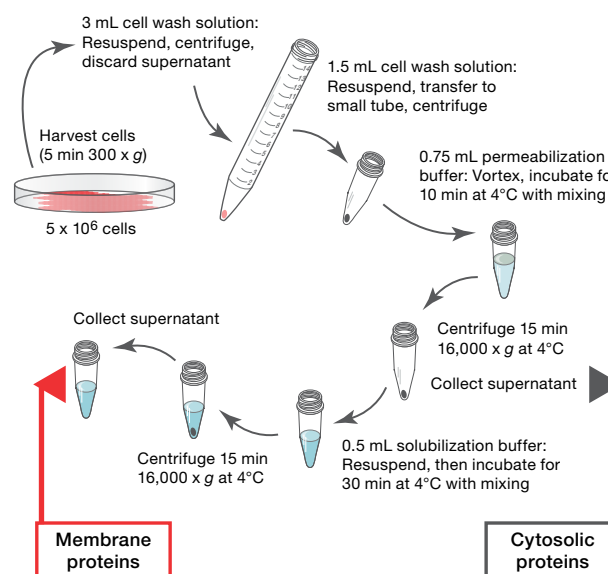 3 mL cell wash solution:
Resuspend, centrifuge,
discard supernatant
1.5 mL cell wash solution:
Resuspend, transfer to
small tube, centrifuge
Harvest cells
(5 min 300 x g)
5 x 10⁶ cells
0.75 mL permeabilization
buffer: Vortex, incubate fo
10 min at 4°C with mixing
Centrifuge 15 min
16,000 x g at 4°C
Collect supernatant
Collect supernatant
0.5 mL solubilization buffer:
Resuspend, then incubate for
30 min at 4°C with mixing
Centrifuge 15 min
16,000 x g at 4°C
Membrane
proteins
Cytosolic
proteins